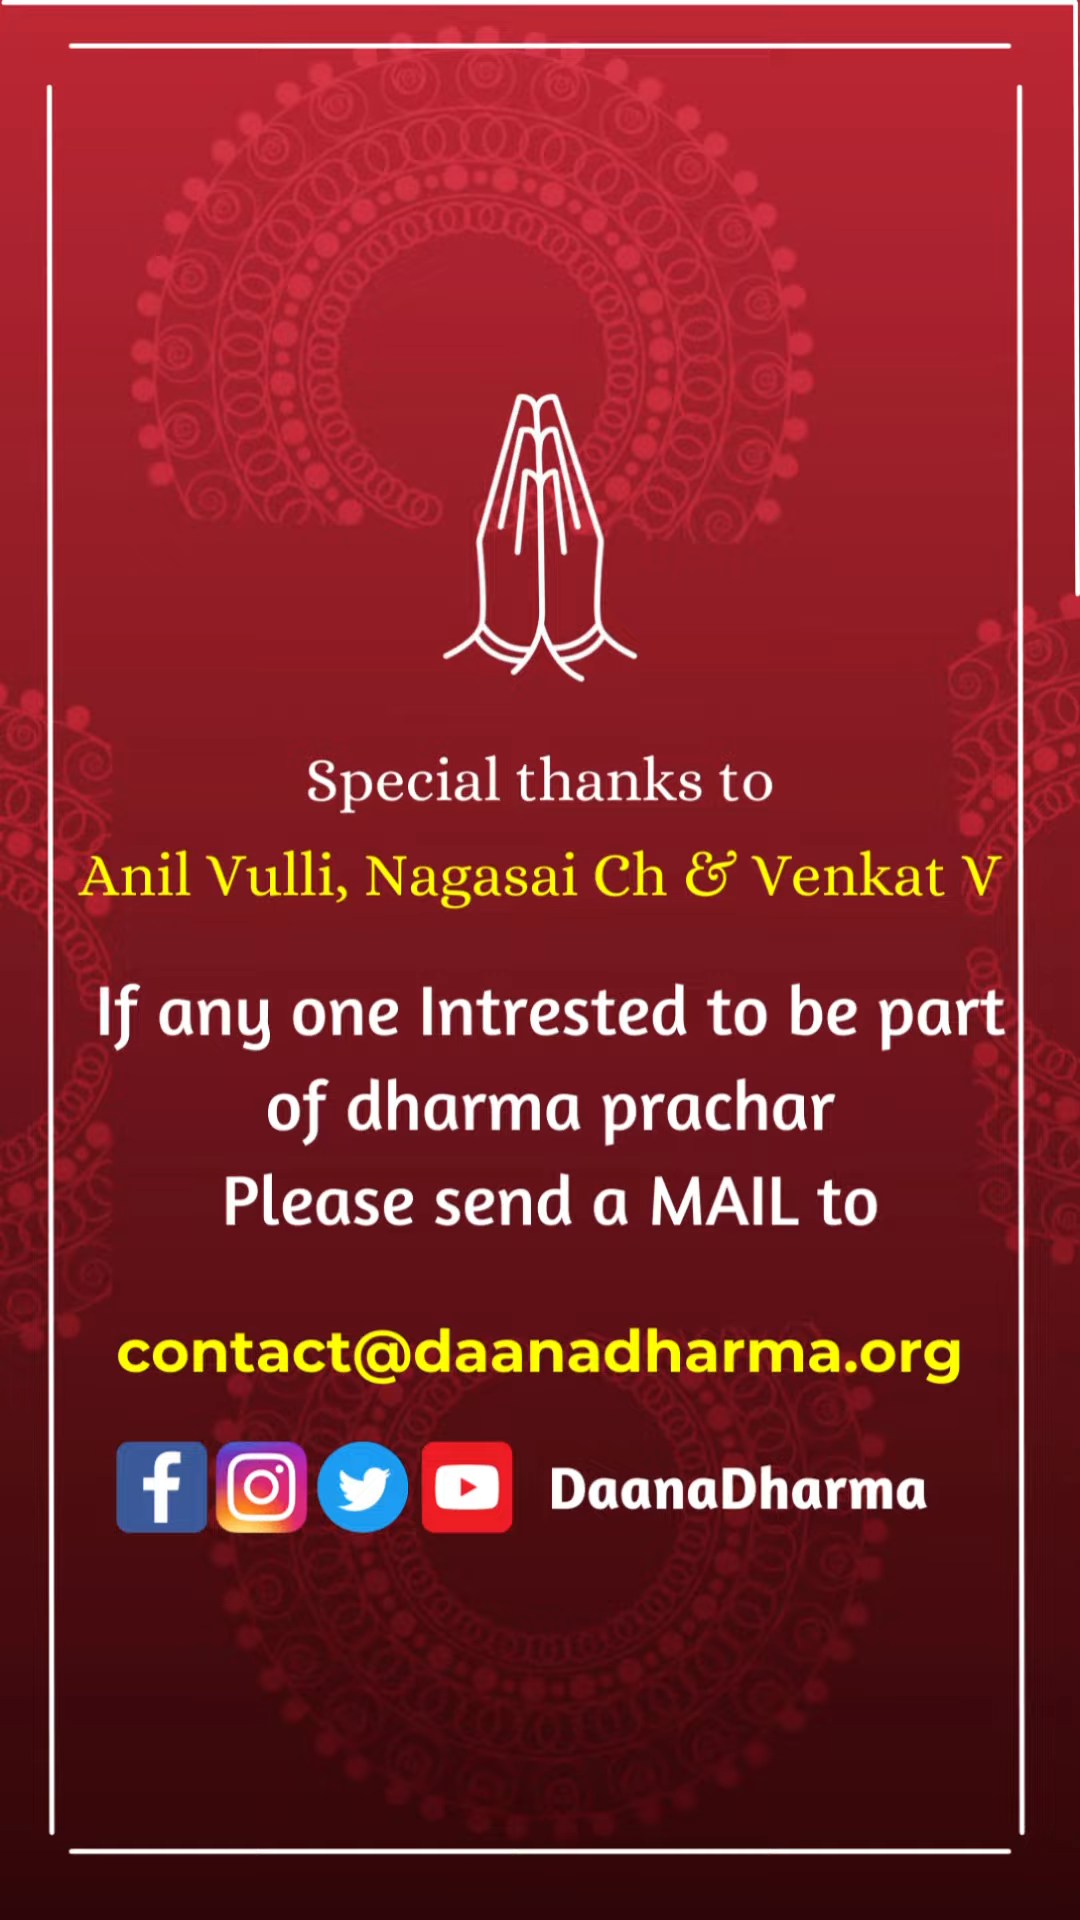 Special thanks to
Anil Vulli, Nagasai Ch & Venkat V
If any one Intrested to be part
of dharma prachar
Please send a MAIL to
contact@daanadharma.org
DaanaDharma